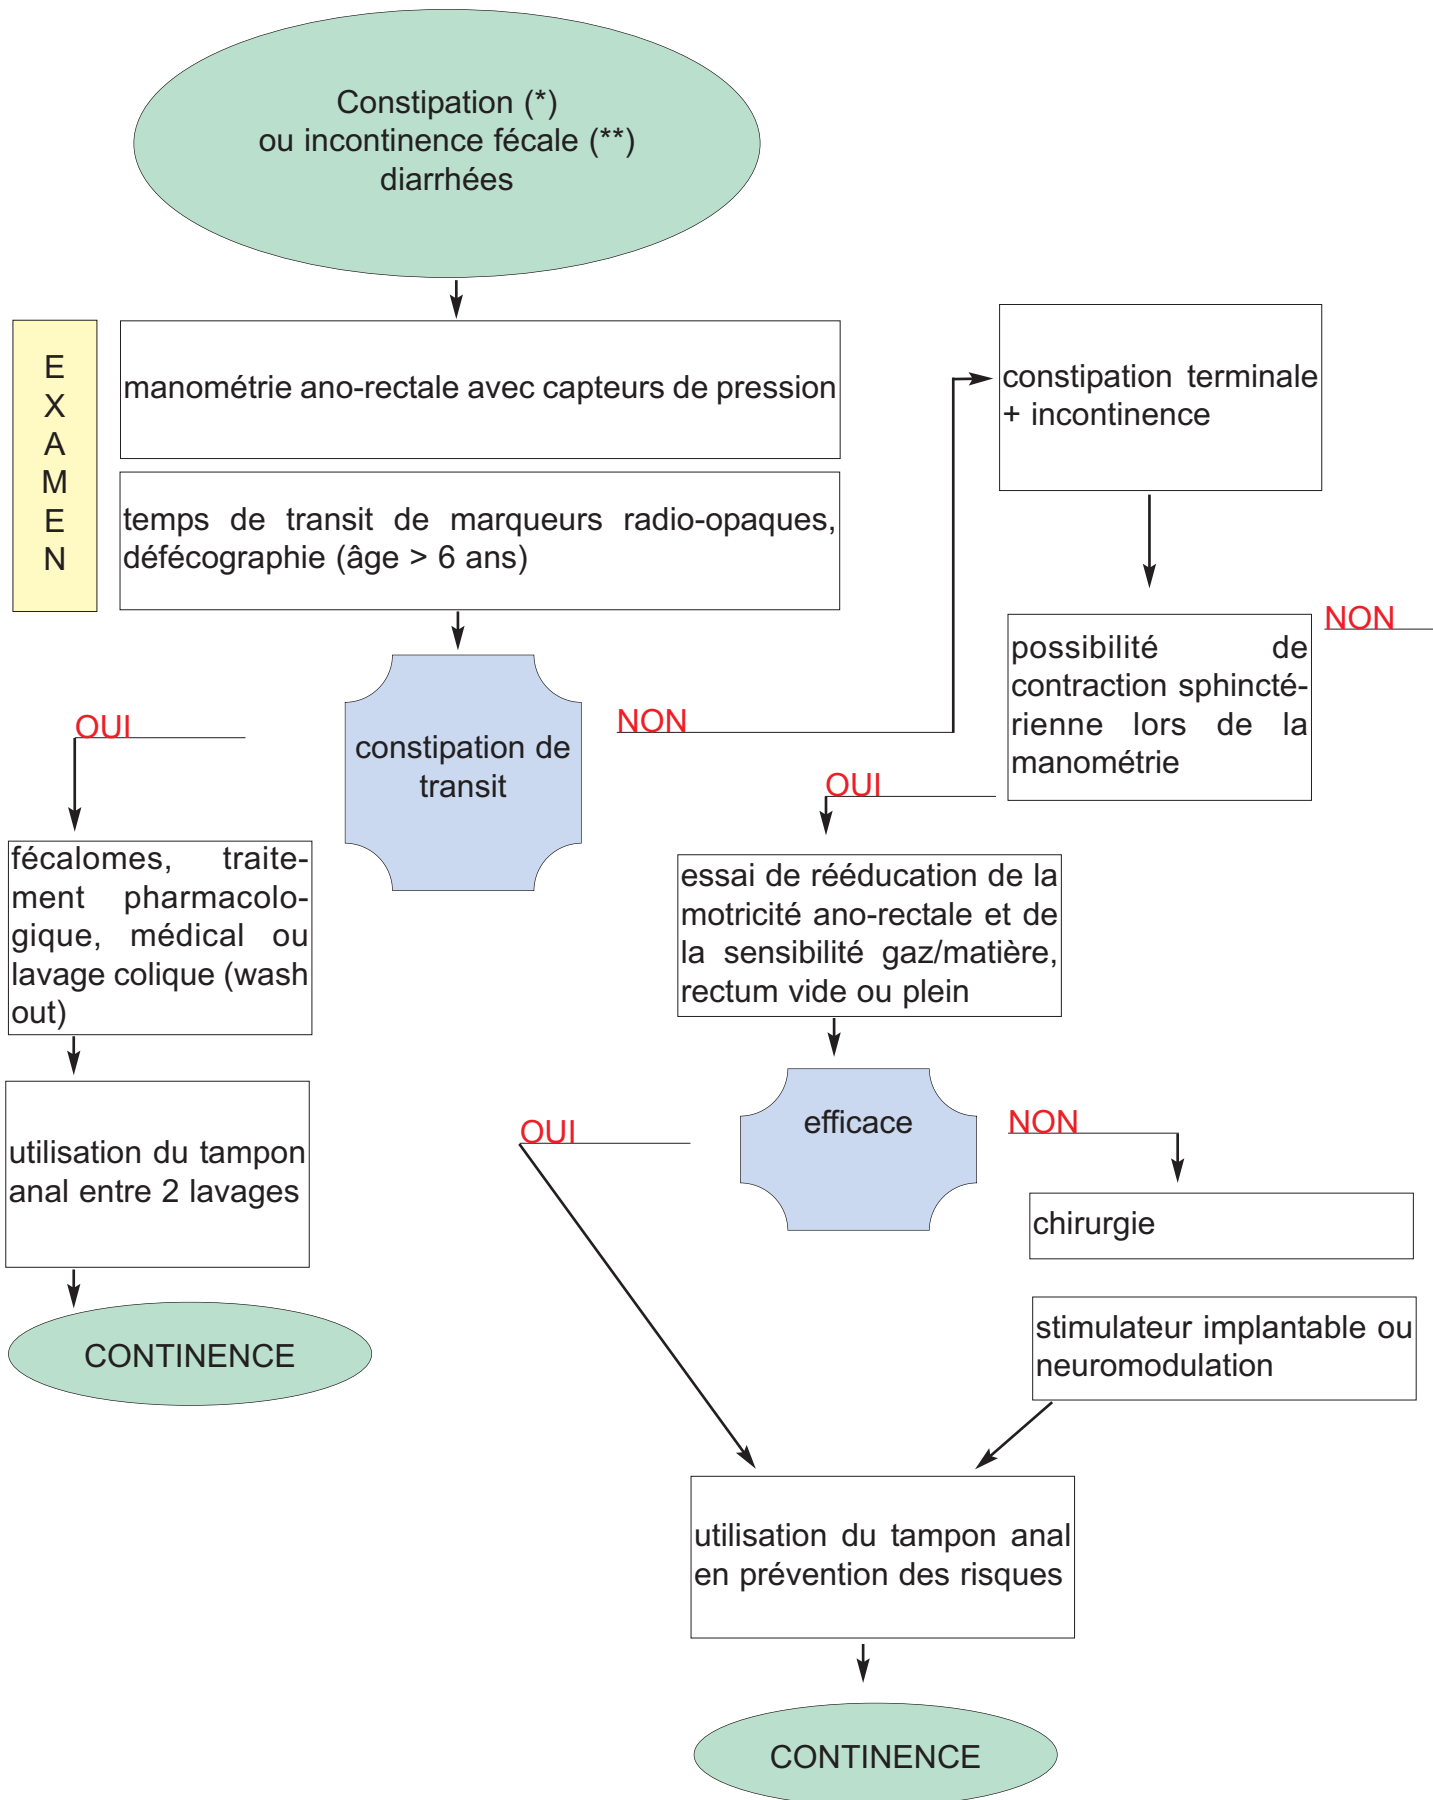 Constipation (*)
ou incontinence fécale (**)
diarrhées
E
X
A
M
E
N
manométrie ano-rectale avec capteurs de pression
temps de transit de marqueurs radio-opaques,
défécographie (âge > 6 ans)
constipation terminale
+ incontinence
NON
possibilité de
contraction sphincté-
rienne lors de la
manométrie
OUI
constipation de
transit
NON
OUI
fécalomes, traite-
ment pharmacolo-
gique, médical ou
lavage colique (wash
out)
essai de rééducation de la
motricité ano-rectale et de
la sensibilité gaz/matière,
rectum vide ou plein
utilisation du tampon
anal entre 2 lavages
OUI
efficace
NON
chirurgie
stimulateur implantable ou
neuromodulation
CONTINENCE
utilisation du tampon anal
en prévention des risques
CONTINENCE